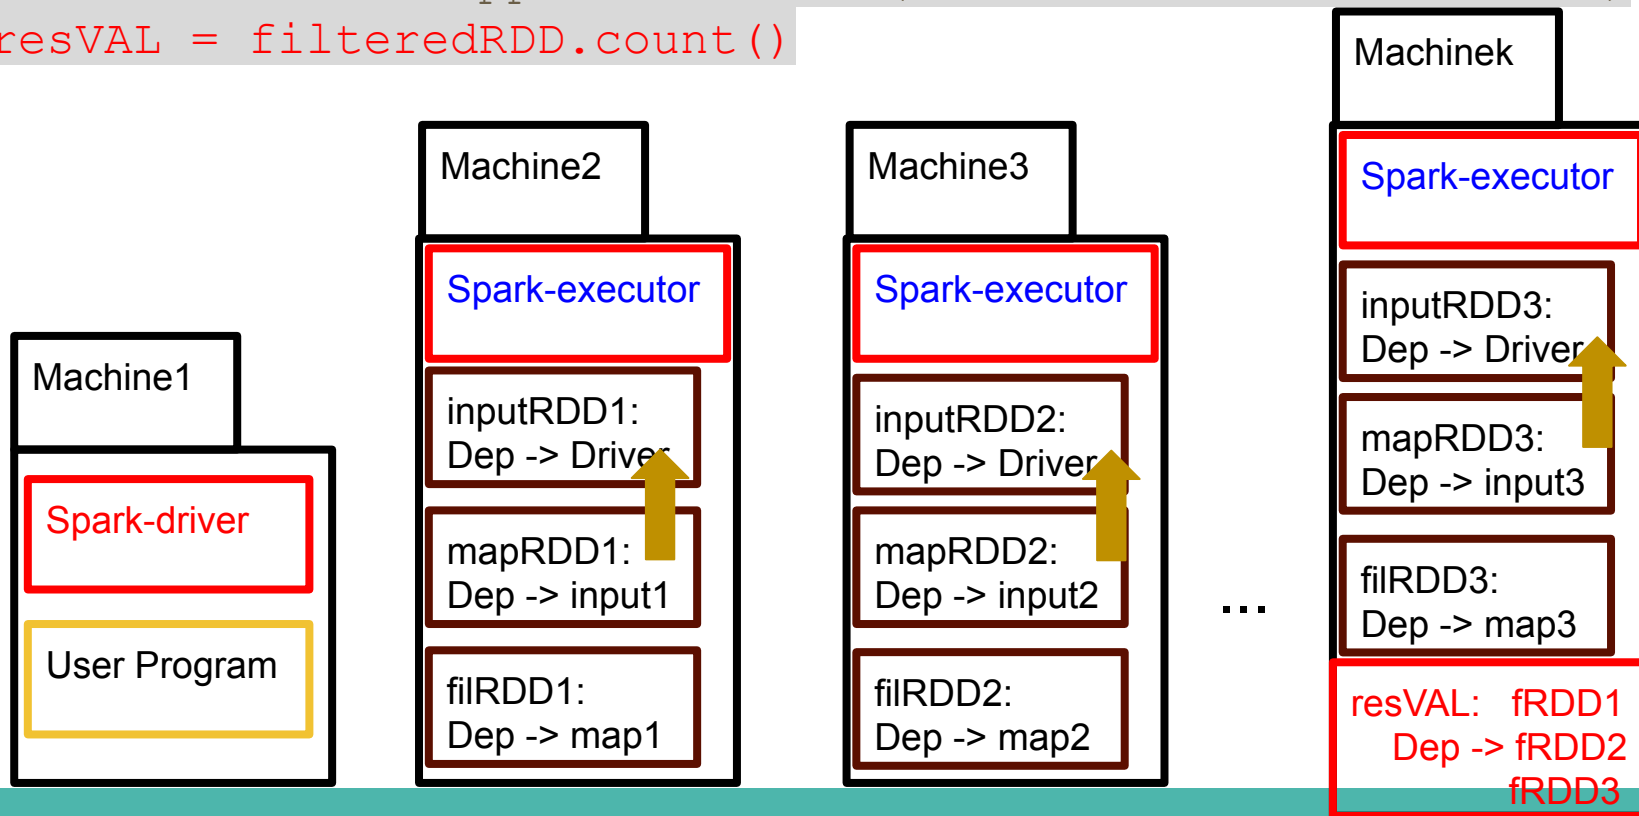 resVAL = filteredRDD.count()
Machine1
Spark-driver
User Program
Machine2
Spark-executor
inputRDD1:
Dep -> Driver
mapRDD1:
Dep -> input1
filRDD1:
Dep -> map1
Machine3
Spark-executor
inputRDD2:
Dep -> Driver
mapRDD2:
Dep -> input2
filRDD2:
Dep -> map2
...
Machinek
Spark-executor
inputRDD3:
Dep -> Driver
mapRDD3:
Dep -> input3
filRDD3:
Dep -> map3
resVAL: fRDD1
Dep -> fRDD2
fRDD3